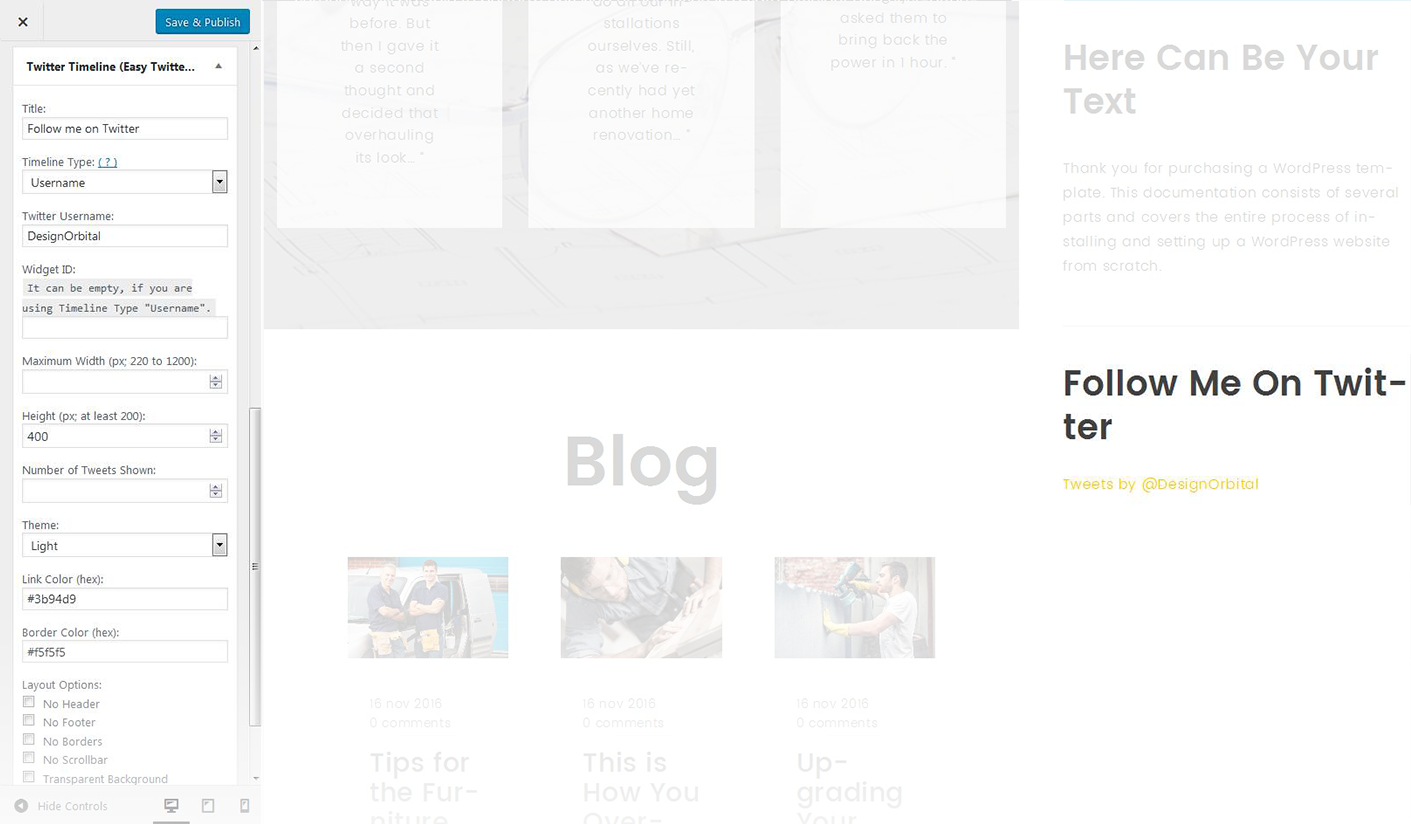 Save & Publish
Twitter Timeline (Easy Twitte...
Title:
Follow me on Twitter
Timeline Type: ( ? )
Username
Twitter Username:
DesignOrbital
Widget ID:
It can be empty, if you are
using Timeline Type "Username".
Maximum Width (px; 220 to 1200):
Height (px; at least 200):
400
Number of Tweets Shown:
Theme:
Light
Link Color (hex):
#3b94d9
Border Color (hex):
#f5f5f5
Layout Options:
No Header
No Footer
No Borders
No Scrollbar
Transparent Background
Hide Controls
way it was
before. But
then I gave it
a second
thought and
decided that
overhauling
its look... "
do all our in-
stallations
ourselves. Still,
as we've re-
cently had yet
another home
renovation... "
asked them to
bring back the
power in 1 hour. "
Blog
16 nov 2016
0 comments
Tips for
the Fur-
niture
16 nov 2016
0 comments
This is
How You
Over-
16 nov 2016
0 comments
Up-
grading
Your
Here Can Be Your
Text
Thank you for purchasing a WordPress tem-
plate. This documentation consists of several
parts and covers the entire process of in-
stalling and setting up a WordPress website
from scratch.
Follow Me On Twit-
ter
Tweets by @DesignOrbital